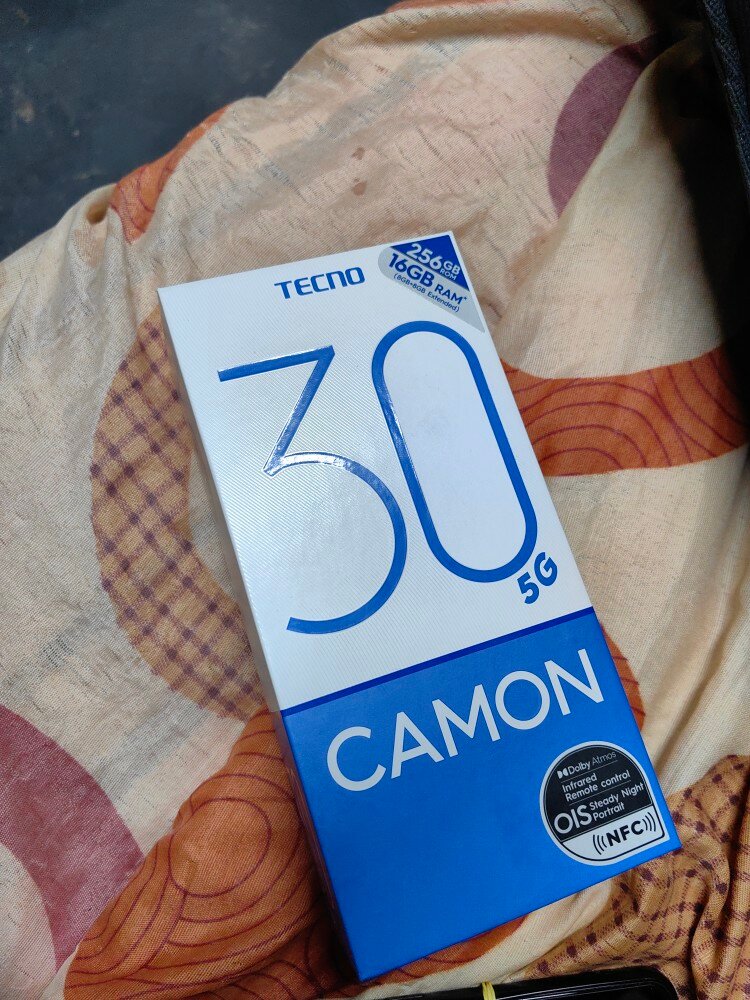 TECNO
256GB
ROM
16GB RAM*
(8GB+8GB Extended)
30
5G
CAMON
Dolby Atmos
Infrared
Remote control
OIS Steady Night
Portrait
NFC